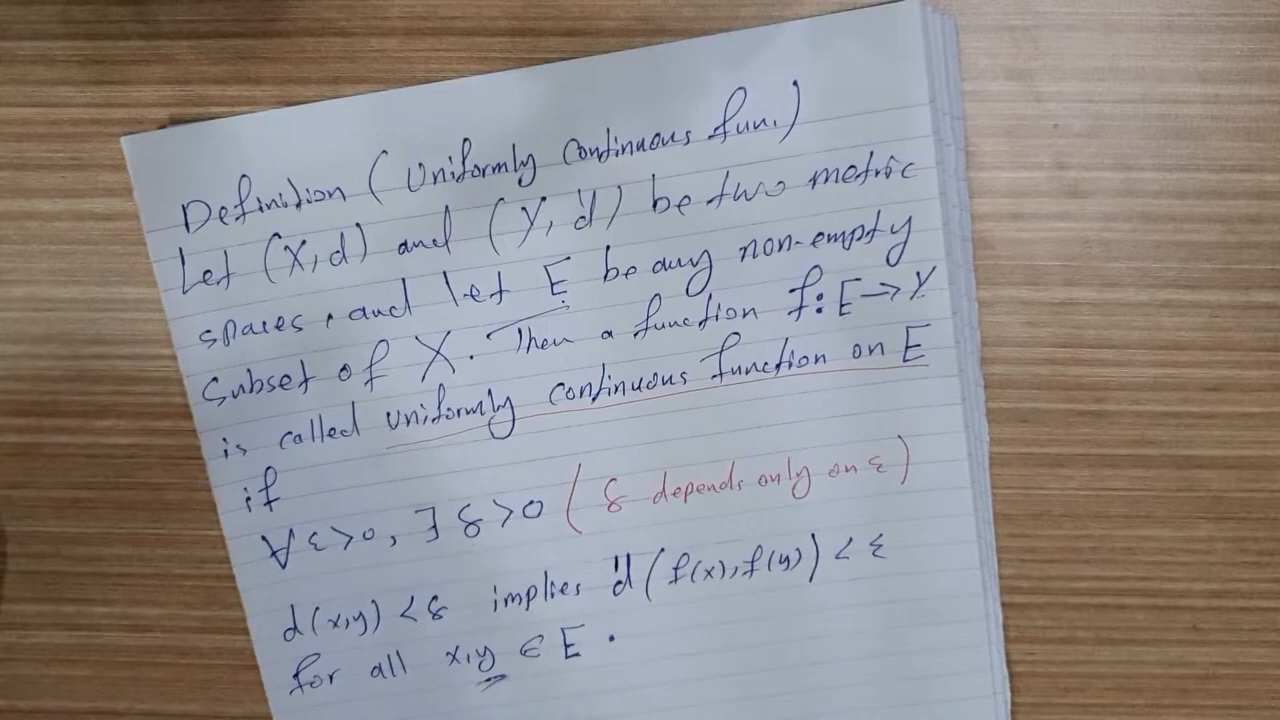 Definition (Uniformly continuous fun.)
Let (X,d) and (Y, 'd) be two metric
spaces, and let E be any non-empty
subset of X. Then a function f: E → Y
is called uniformly continuous function on E
if
∀ ε>0, ∃ δ>0 (δ depends only on ε)
d(x,y) < δ implies 'd(f(x),f(y)) < ε
for all x,y ∈ E.